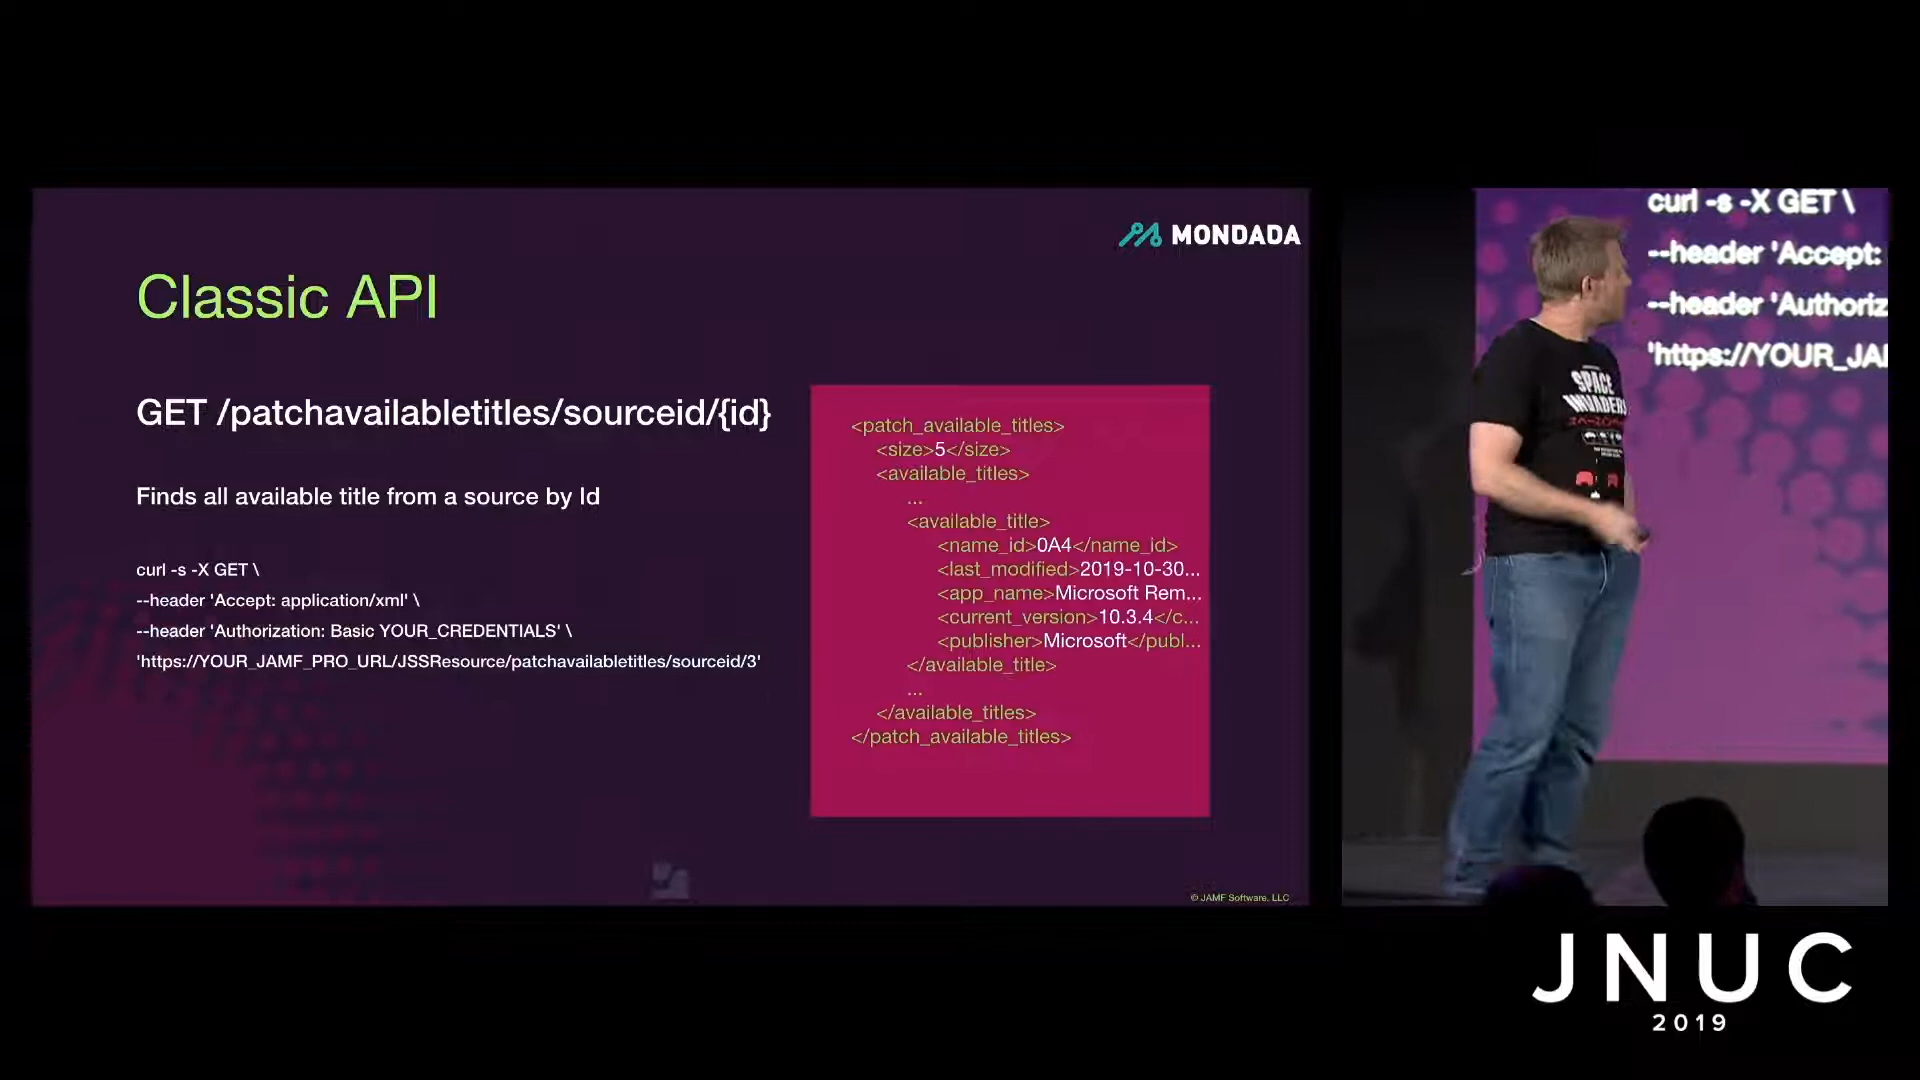 MONDADA
Classic API
GET /patchavailabletitles/sourceid/{id}
Finds all available title from a source by Id
curl -s -X GET \
--header 'Accept: application/xml' \
--header 'Authorization: Basic YOUR_CREDENTIALS' \
'https://YOUR_JAMF_PRO_URL/JSSResource/patchavailabletitles/sourceid/3'
<patch_available_titles>
<size>5</size>
<available_titles>
...
<available_title>
<name_id>0A4</name_id>
<last_modified>2019-10-30...
<app_name>Microsoft Rem...
<current_version>10.3.4</c...
<publisher>Microsoft</publ...
</available_title>
...
</available_titles>
</patch_available_titles>
© JAMF Software, LLC
curl -s -X GET \
--header 'Accept:
--header 'Authoriz
'https://YOUR_JA
SPACE
INVADERS
JNUC
2019